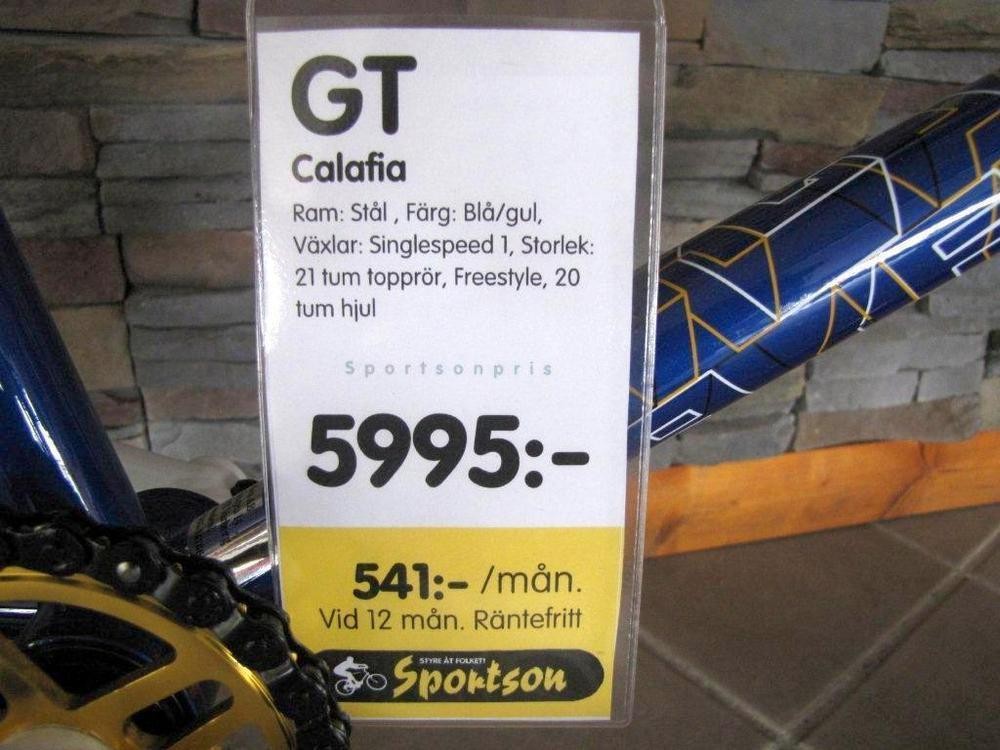 GT
Calafia
Ram: Stål , Färg: Blå/gul,
Växlar: Singlespeed 1, Storlek:
21 tum topprör, Freestyle, 20
tum hjul
Sportsonpris
5995:-
541:- /mån.
Vid 12 mån. Räntefritt
STYRE ÅT FOLKET!
Sportson